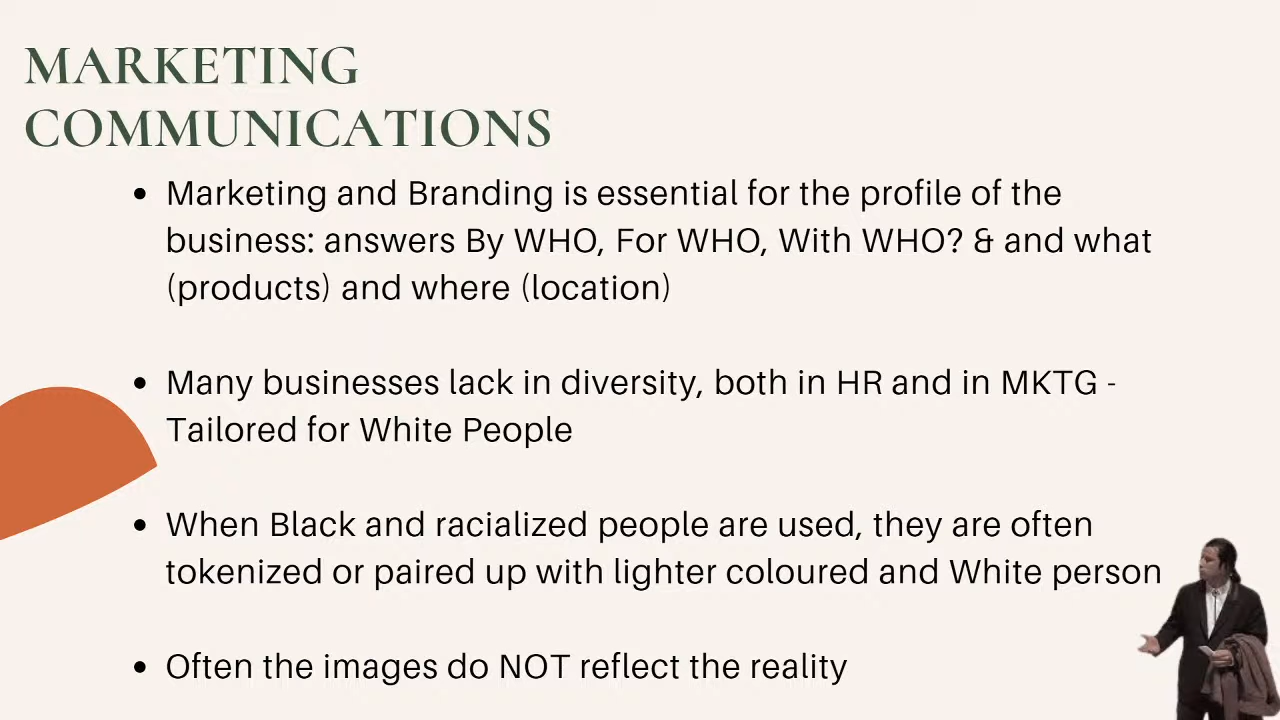 MARKETING
COMMUNICATIONS
• Marketing and Branding is essential for the profile of the
business: answers By WHO, For WHO, With WHO? & and what
(products) and where (location)
• Many businesses lack in diversity, both in HR and in MKTG -
Tailored for White People
• When Black and racialized people are used, they are often
tokenized or paired up with lighter coloured and White person
• Often the images do NOT reflect the reality